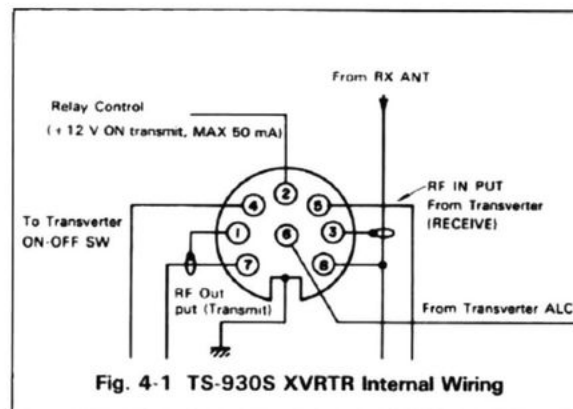 From RX ANT
Relay Control
(+12 V ON transmit, MAX 50 mA)
2
4
5
RF IN PUT
From Transverter
(RECEIVE)
To Transverter
ON-OFF SW
1
6
3
7
8
RF Out
put (Transmit)
From Transverter ALC
Fig. 4-1 TS-930S XVRTR Internal Wiring